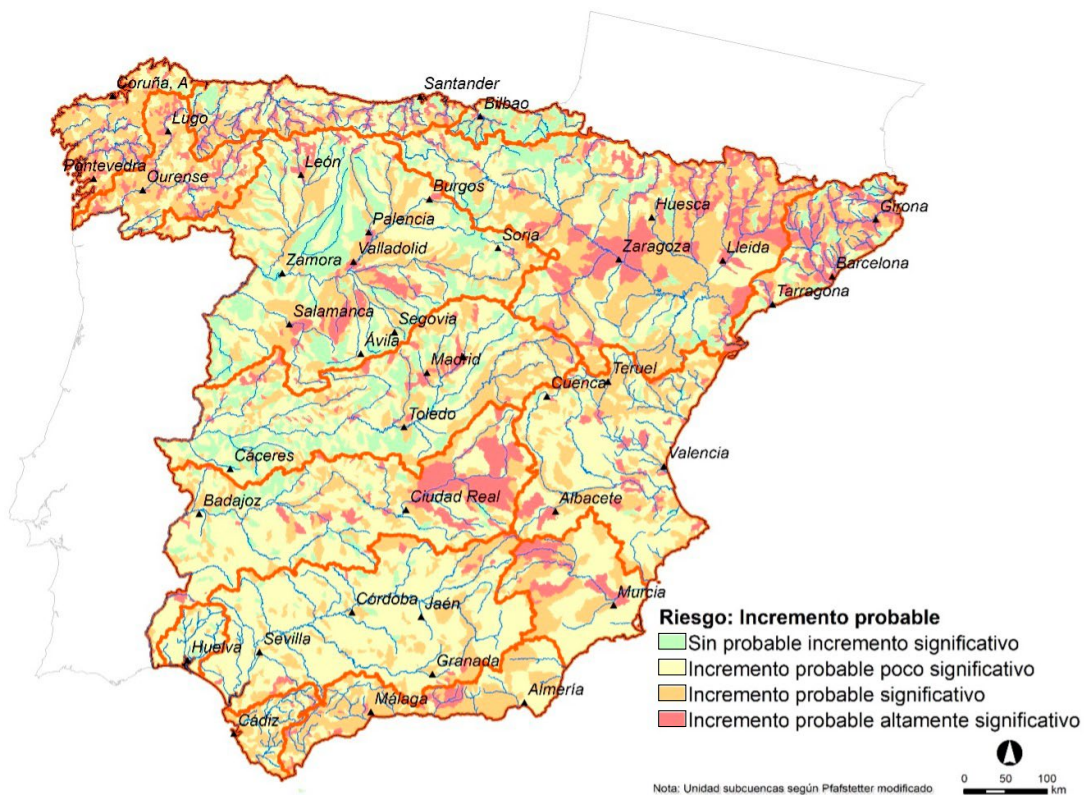 Santander
Coruña, A
Bilbao
Lugo
León
Pontevedra
Ourense
Burgos
Huesca
Girona
Palencia
Soria
Zaragoza
Lleida
Valladolid
Zamora
Barcelona
Tarragona
Salamanca
Segovia
Ávila
Madrid
Teruel
Cuenca
Toledo
Cáceres
Valencia
Badajoz
Ciudad Real
Albacete
Córdoba
Jaén
Murcia
Huelva
Sevilla
Granada
Almería
Málaga
Cádiz
Riesgo: Incremento probable
Sin probable incremento significativo
Incremento probable poco significativo
Incremento probable significativo
Incremento probable altamente significativo
Nota: Unidad subcuencas según Pfafstetter modificado
0 50 100
km